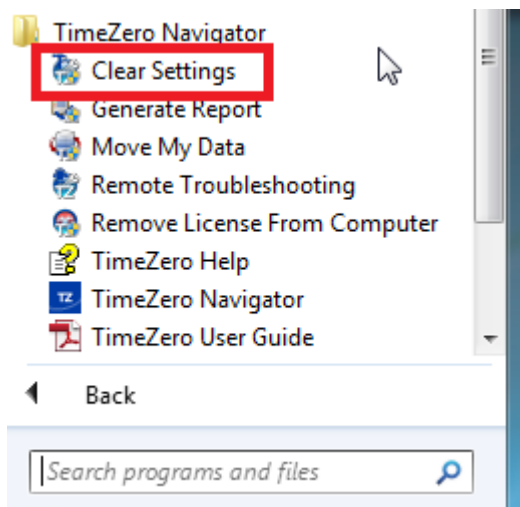 TimeZero Navigator
Clear Settings
Generate Report
Move My Data
Remote Troubleshooting
Remove License From Computer
TimeZero Help
TZ TimeZero Navigator
TimeZero User Guide
Back
Search programs and files